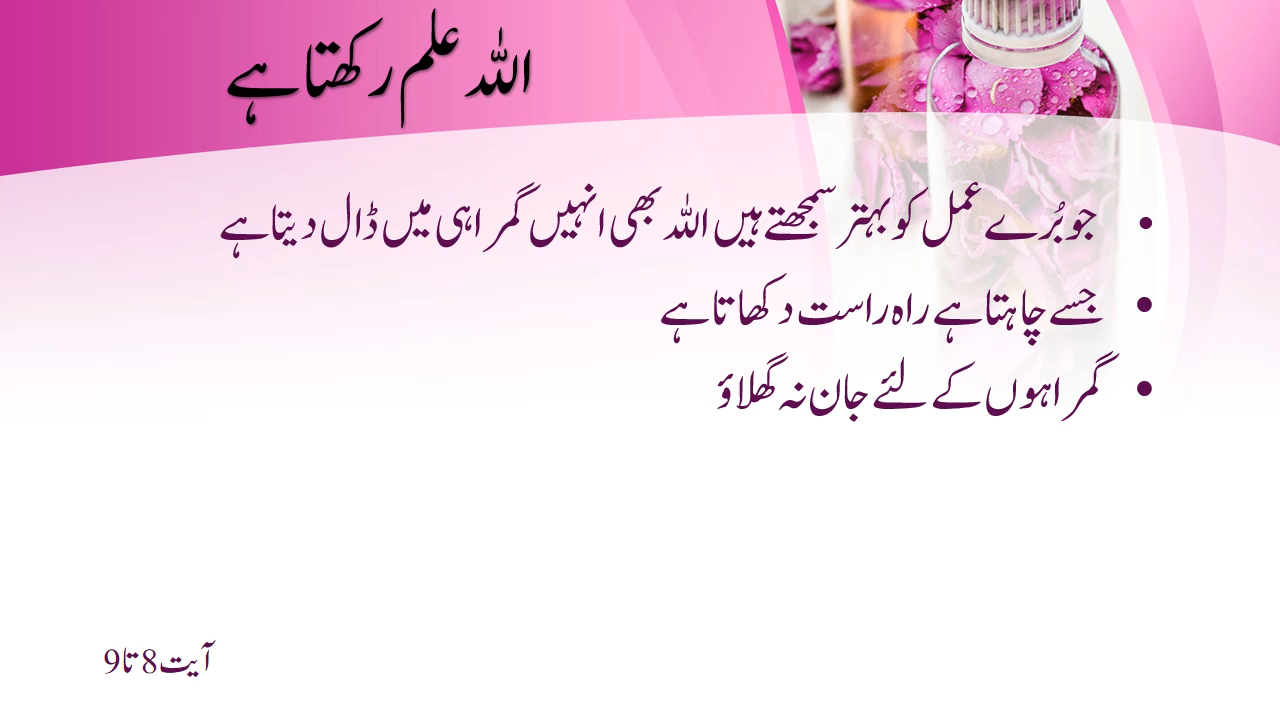 اللہ علم رکھتا ہے
• جو بُرے عمل کو بہتر سمجھتے ہیں اللہ بھی انہیں گمراہی میں ڈال دیتا ہے
• جسے چاہتا ہے راہ راست دکھاتا ہے
• گمراہوں کے لئے جان نہ گھلاؤ
آیت 8 تا 9